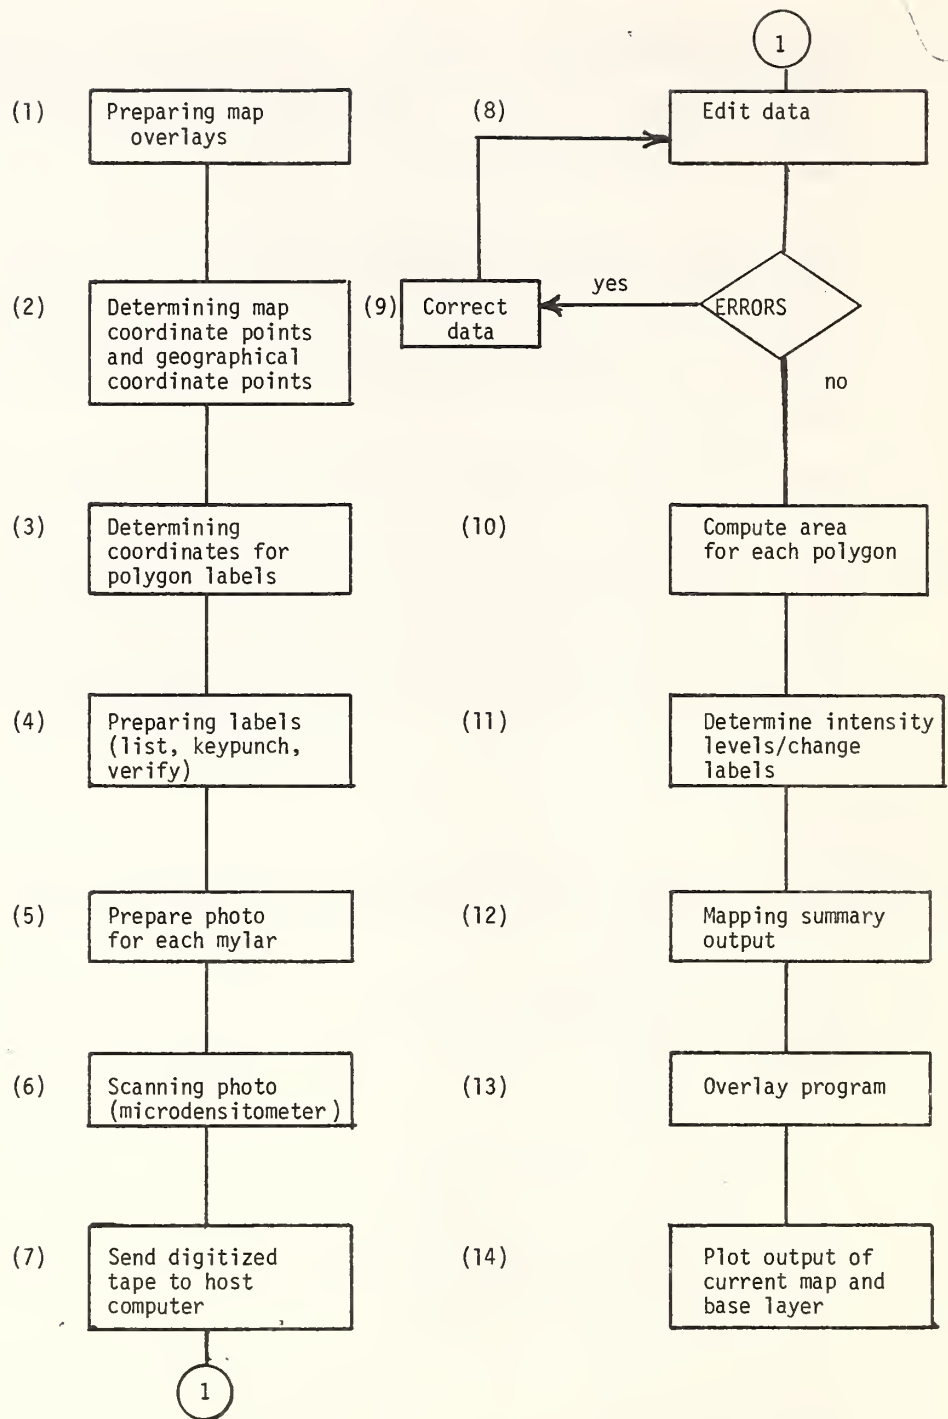 (1)
Preparing map
overlays
(2)
Determining map
coordinate points
and geographical
coordinate points
(3)
Determining
coordinates for
polygon labels
(4)
Preparing labels
(list, keypunch,
verify)
(5)
Prepare photo
for each mylar
(6)
Scanning photo
(microdensitometer)
(7)
Send digitized
tape to host
computer
1
1
(8)
Edit data
ERRORS
yes
(9)
Correct
data
no
(10)
Compute area
for each polygon
(11)
Determine intensity
levels/change
labels
(12)
Mapping summary
output
(13)
Overlay program
(14)
Plot output of
current map and
base layer